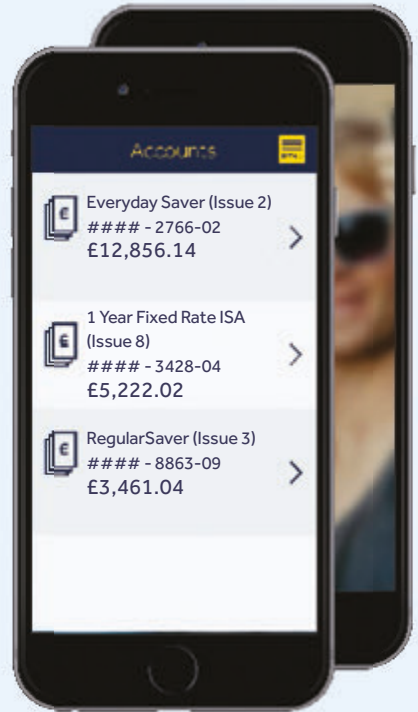 Accounts
Everyday Saver (Issue 2)
#### - 2766-02
£12,856.14
1 Year Fixed Rate ISA
(Issue 8)
#### - 3428-04
£5,222.02
RegularSaver (Issue 3)
#### - 8863-09
£3,461.04